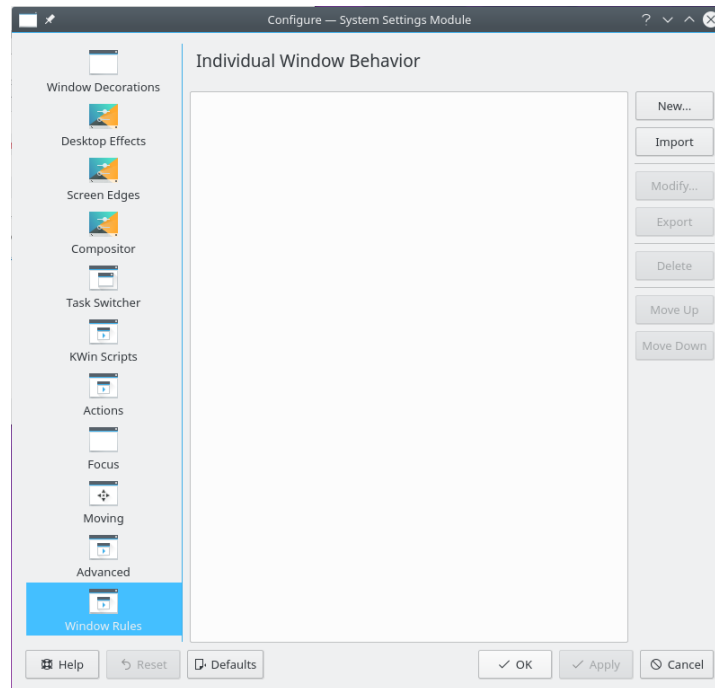 Configure — System Settings Module
Window Decorations
Desktop Effects
Screen Edges
Compositor
Task Switcher
KWin Scripts
Actions
Focus
Moving
Advanced
Window Rules
Individual Window Behavior
New...
Import
Modify...
Export
Delete
Move Up
Move Down
Help
Reset
Defaults
OK
Apply
Cancel